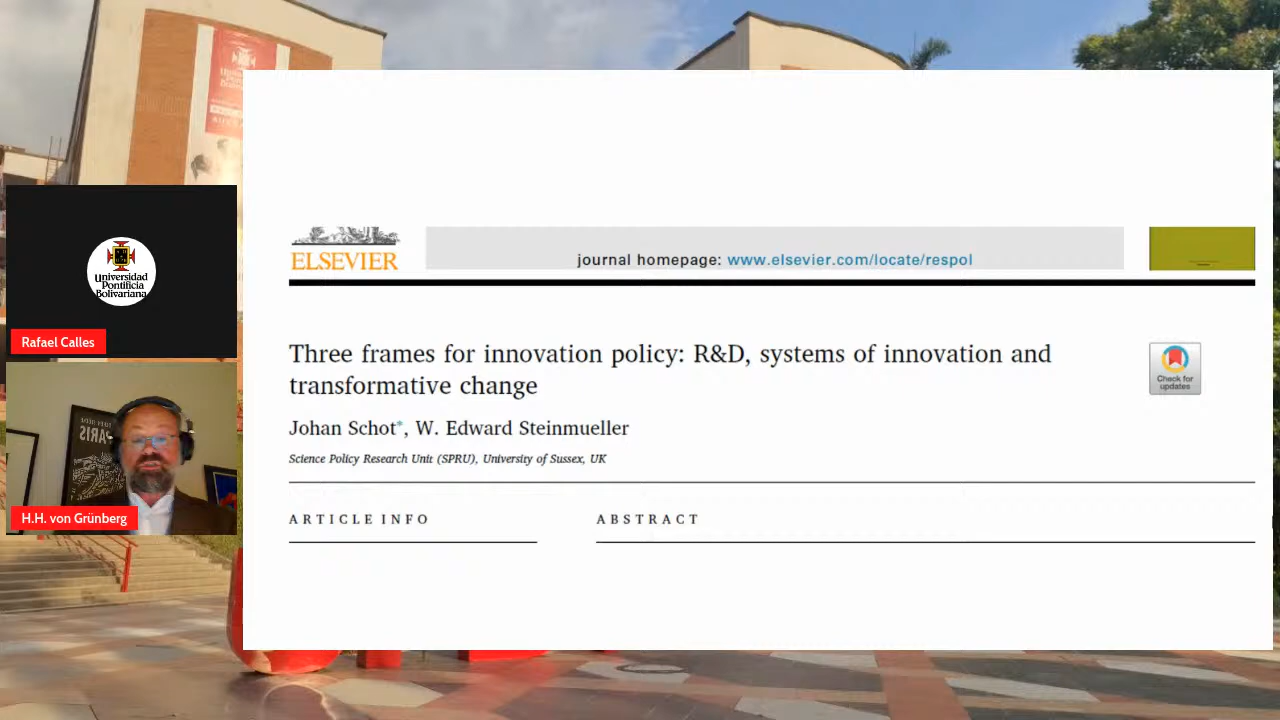 Universidad
Pontificia
Bolivariana
Rafael Calles
PARIS
H.H. von Grünberg
ELSEVIER
journal homepage: www.elsevier.com/locate/respol
Three frames for innovation policy: R&D, systems of innovation and
transformative change
Check for
updates
Johan Schot*, W. Edward Steinmueller
Science Policy Research Unit (SPRU), University of Sussex, UK
ARTICLE INFO
ABSTRACT